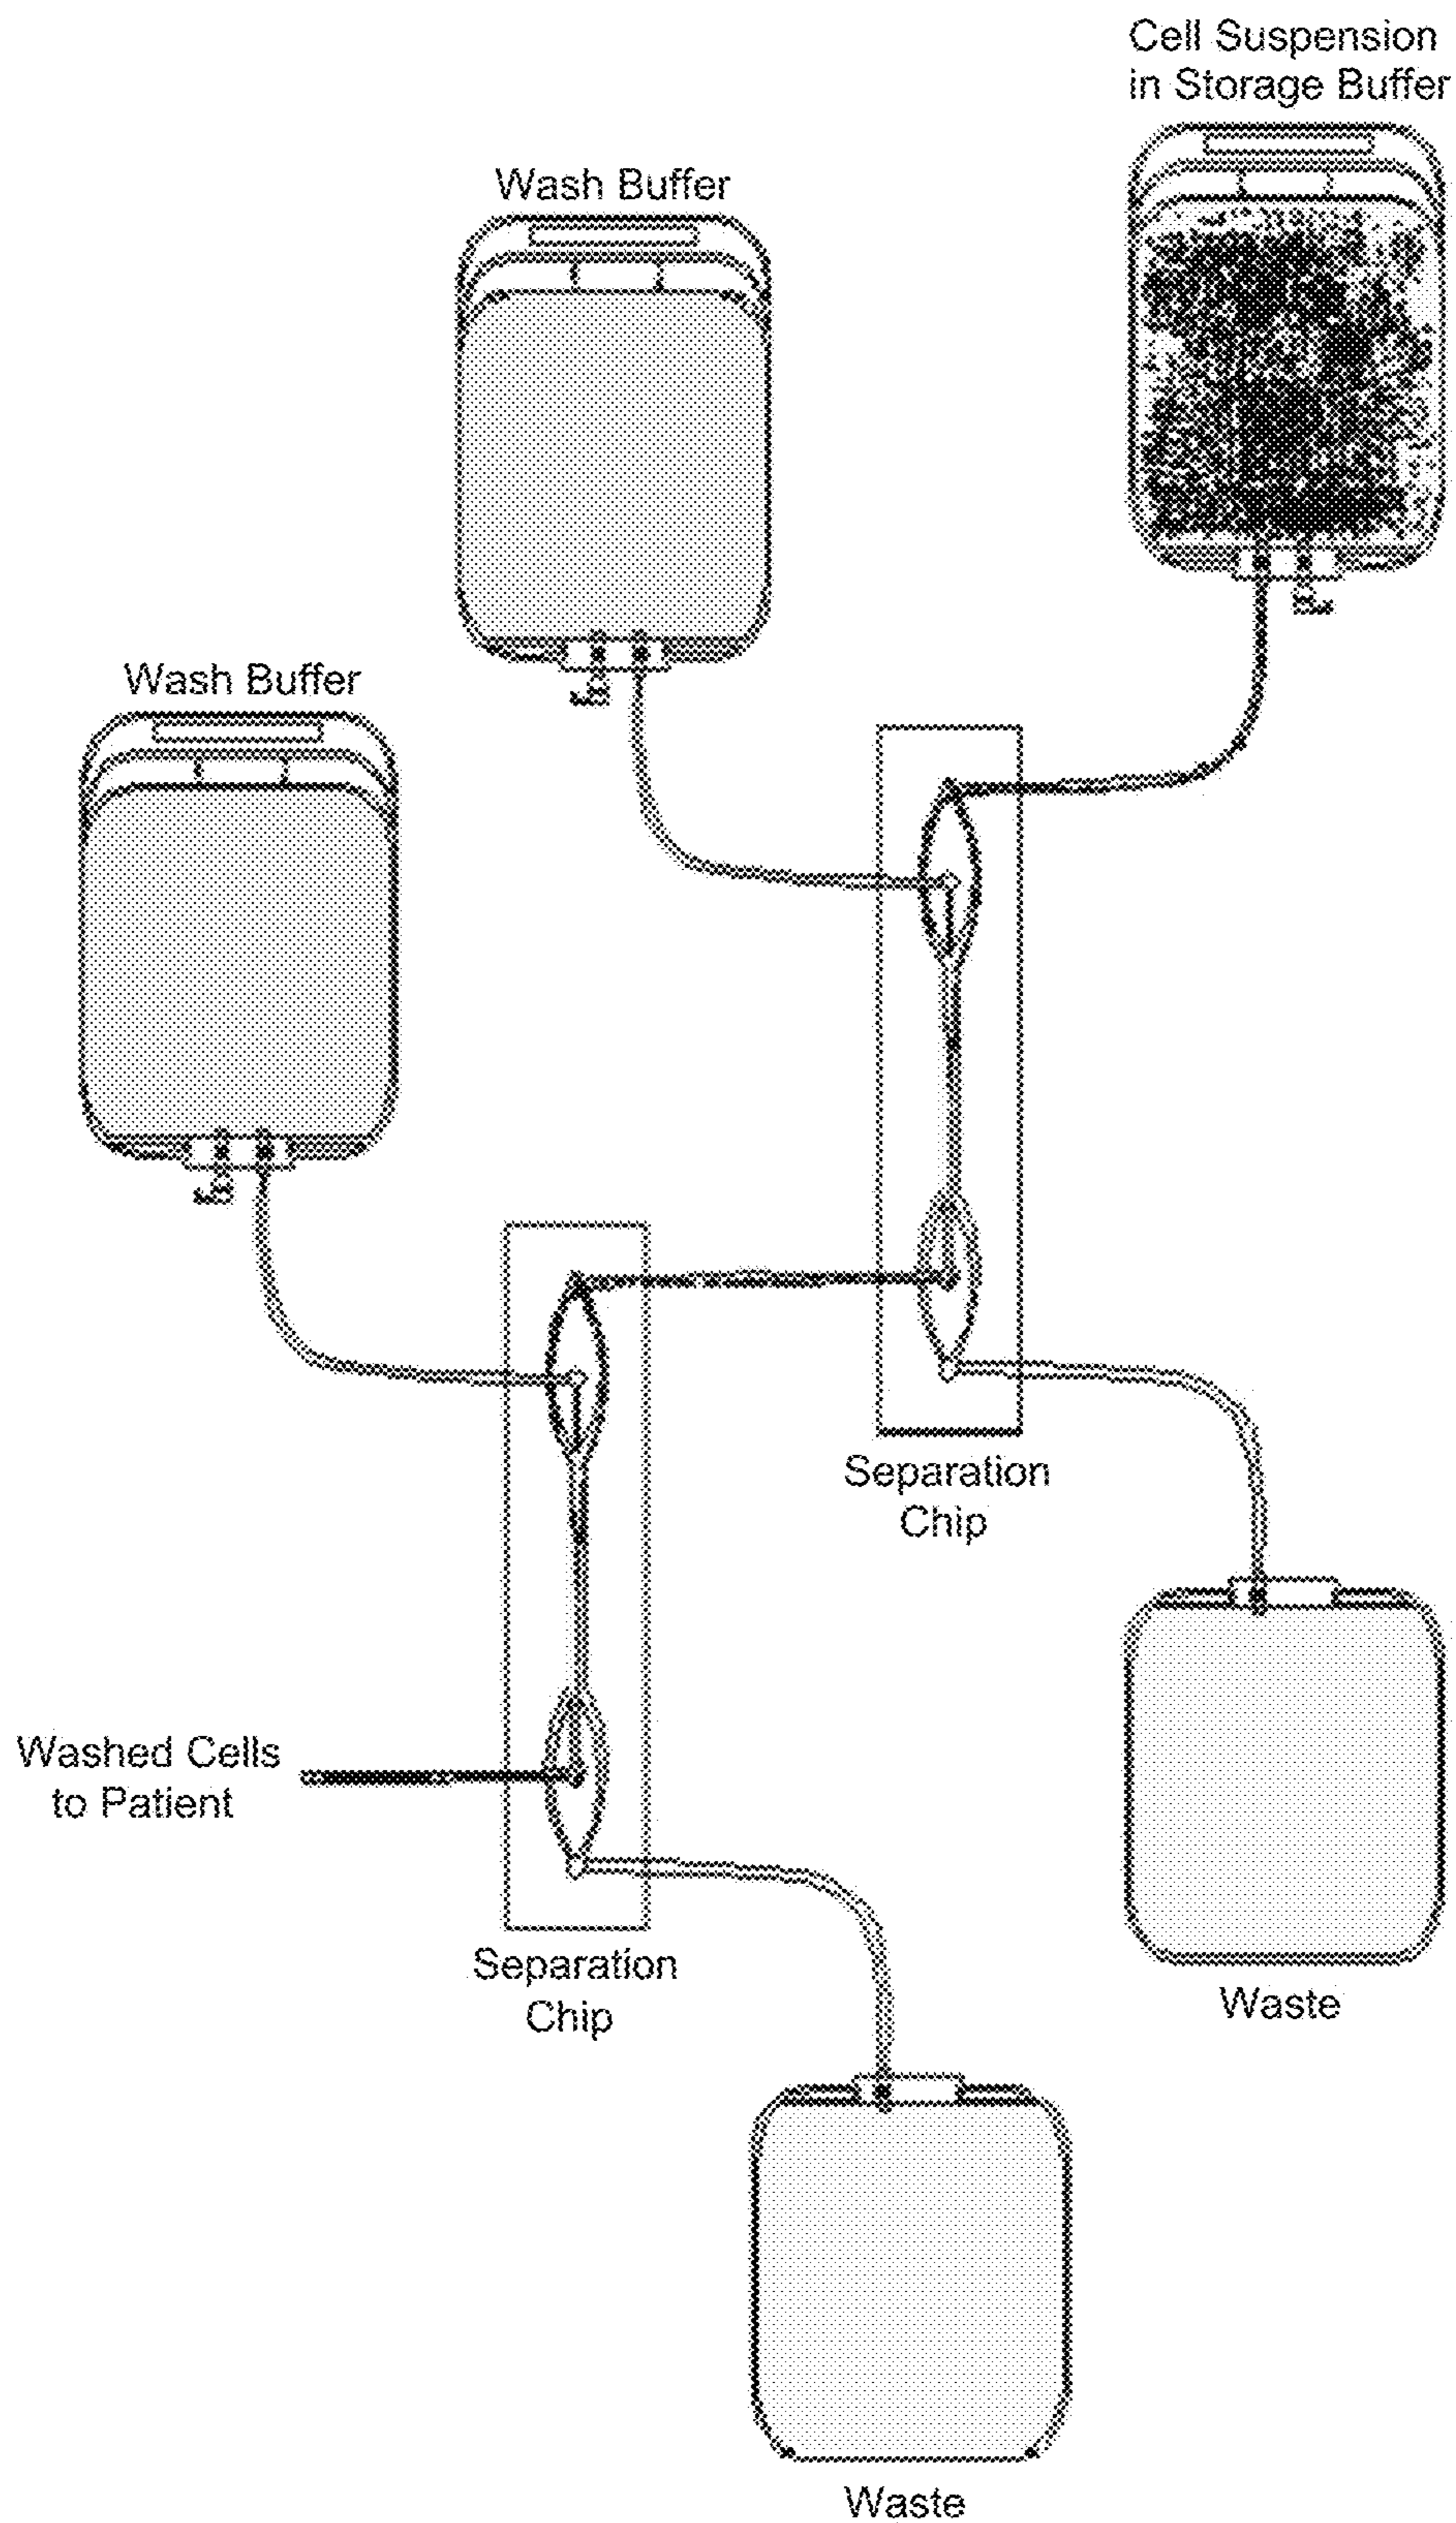 Cell Suspension
in Storage Buffer
Wash Buffer
Wash Buffer
Separation
Chip
Washed Cells
to Patient
Separation
Chip
Waste
Waste